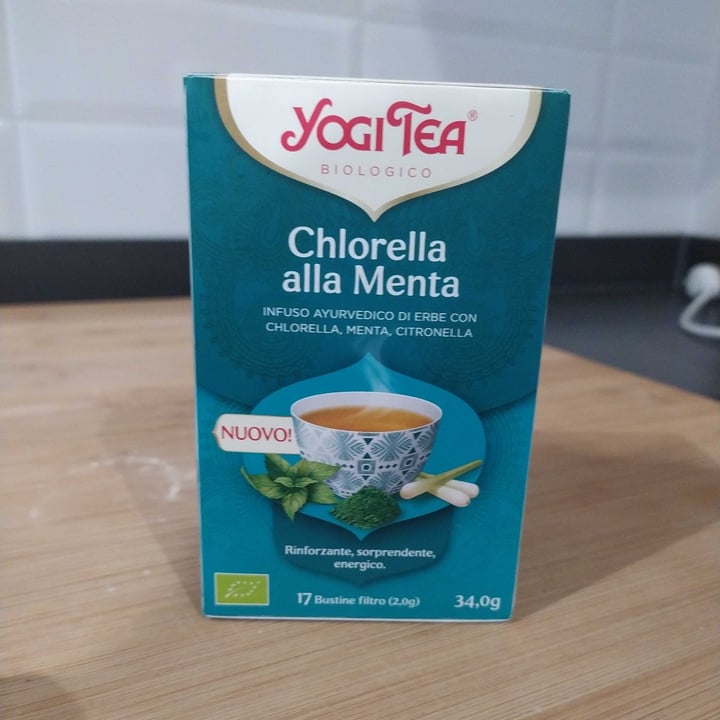 YOGI TEA®
BIOLOGICO
Chlorella
alla Menta
INFUSO AYURVEDICO DI ERBE CON
CHLORELLA, MENTA, CITRONELLA
NUOVO!
Rinforzante, sorprendente,
energico.
17 Bustine filtro (2,0g)
34,0g